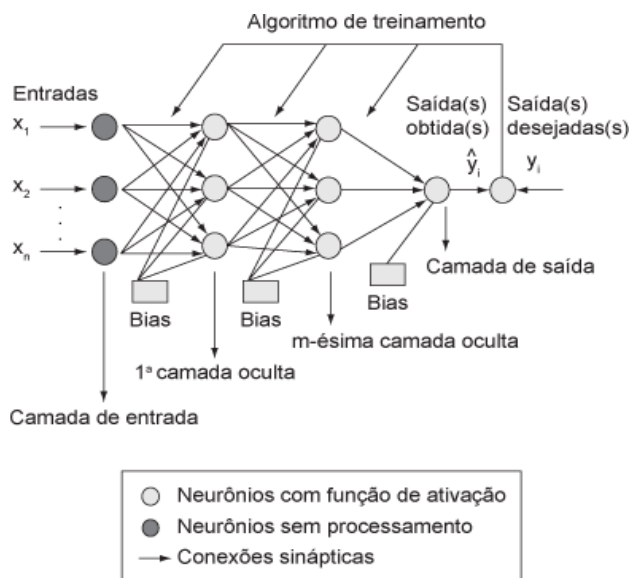 Algoritmo de treinamento
Entradas
x1
x2
xn
Saída(s)
obtida(s)
Saída(s)
desejadas(s)
ŷi
yi
Camada de saída
Bias
Bias
Bias
m-ésima camada oculta
1ª camada oculta
Camada de entrada
Neurônios com função de ativação
Neurônios sem processamento
Conexões sinápticas